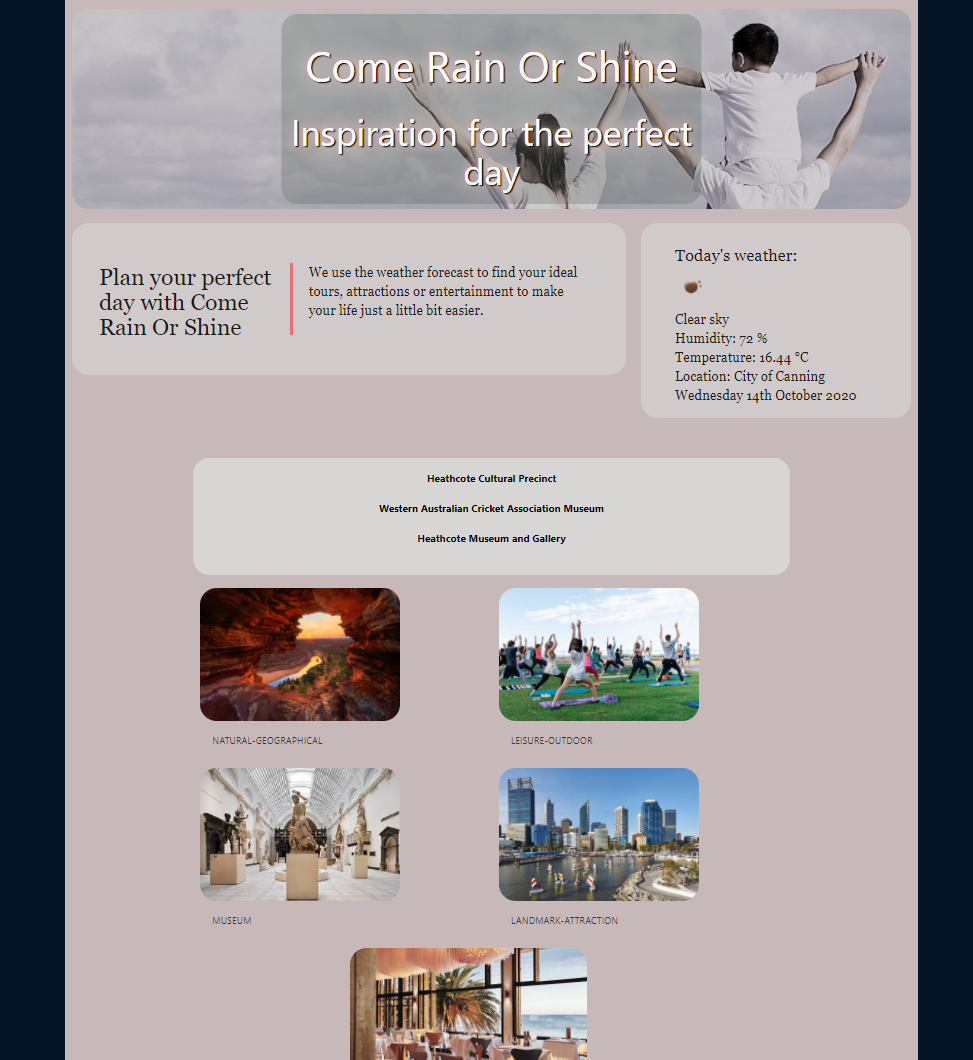 Come Rain Or Shine
Inspiration for the perfect
day
Plan your perfect
day with Come
Rain Or Shine
We use the weather forecast to find your ideal
tours, attractions or entertainment to make
your life just a little bit easier.
Today's weather:
Clear sky
Humidity: 72 %
Temperature: 16.44 °C
Location: City of Canning
Wednesday 14th October 2020
Heathcote Cultural Precinct
Western Australian Cricket Association Museum
Heathcote Museum and Gallery
NATURAL-GEOGRAPHICAL
LEISURE-OUTDOOR
MUSEUM
LANDMARK-ATTRACTION